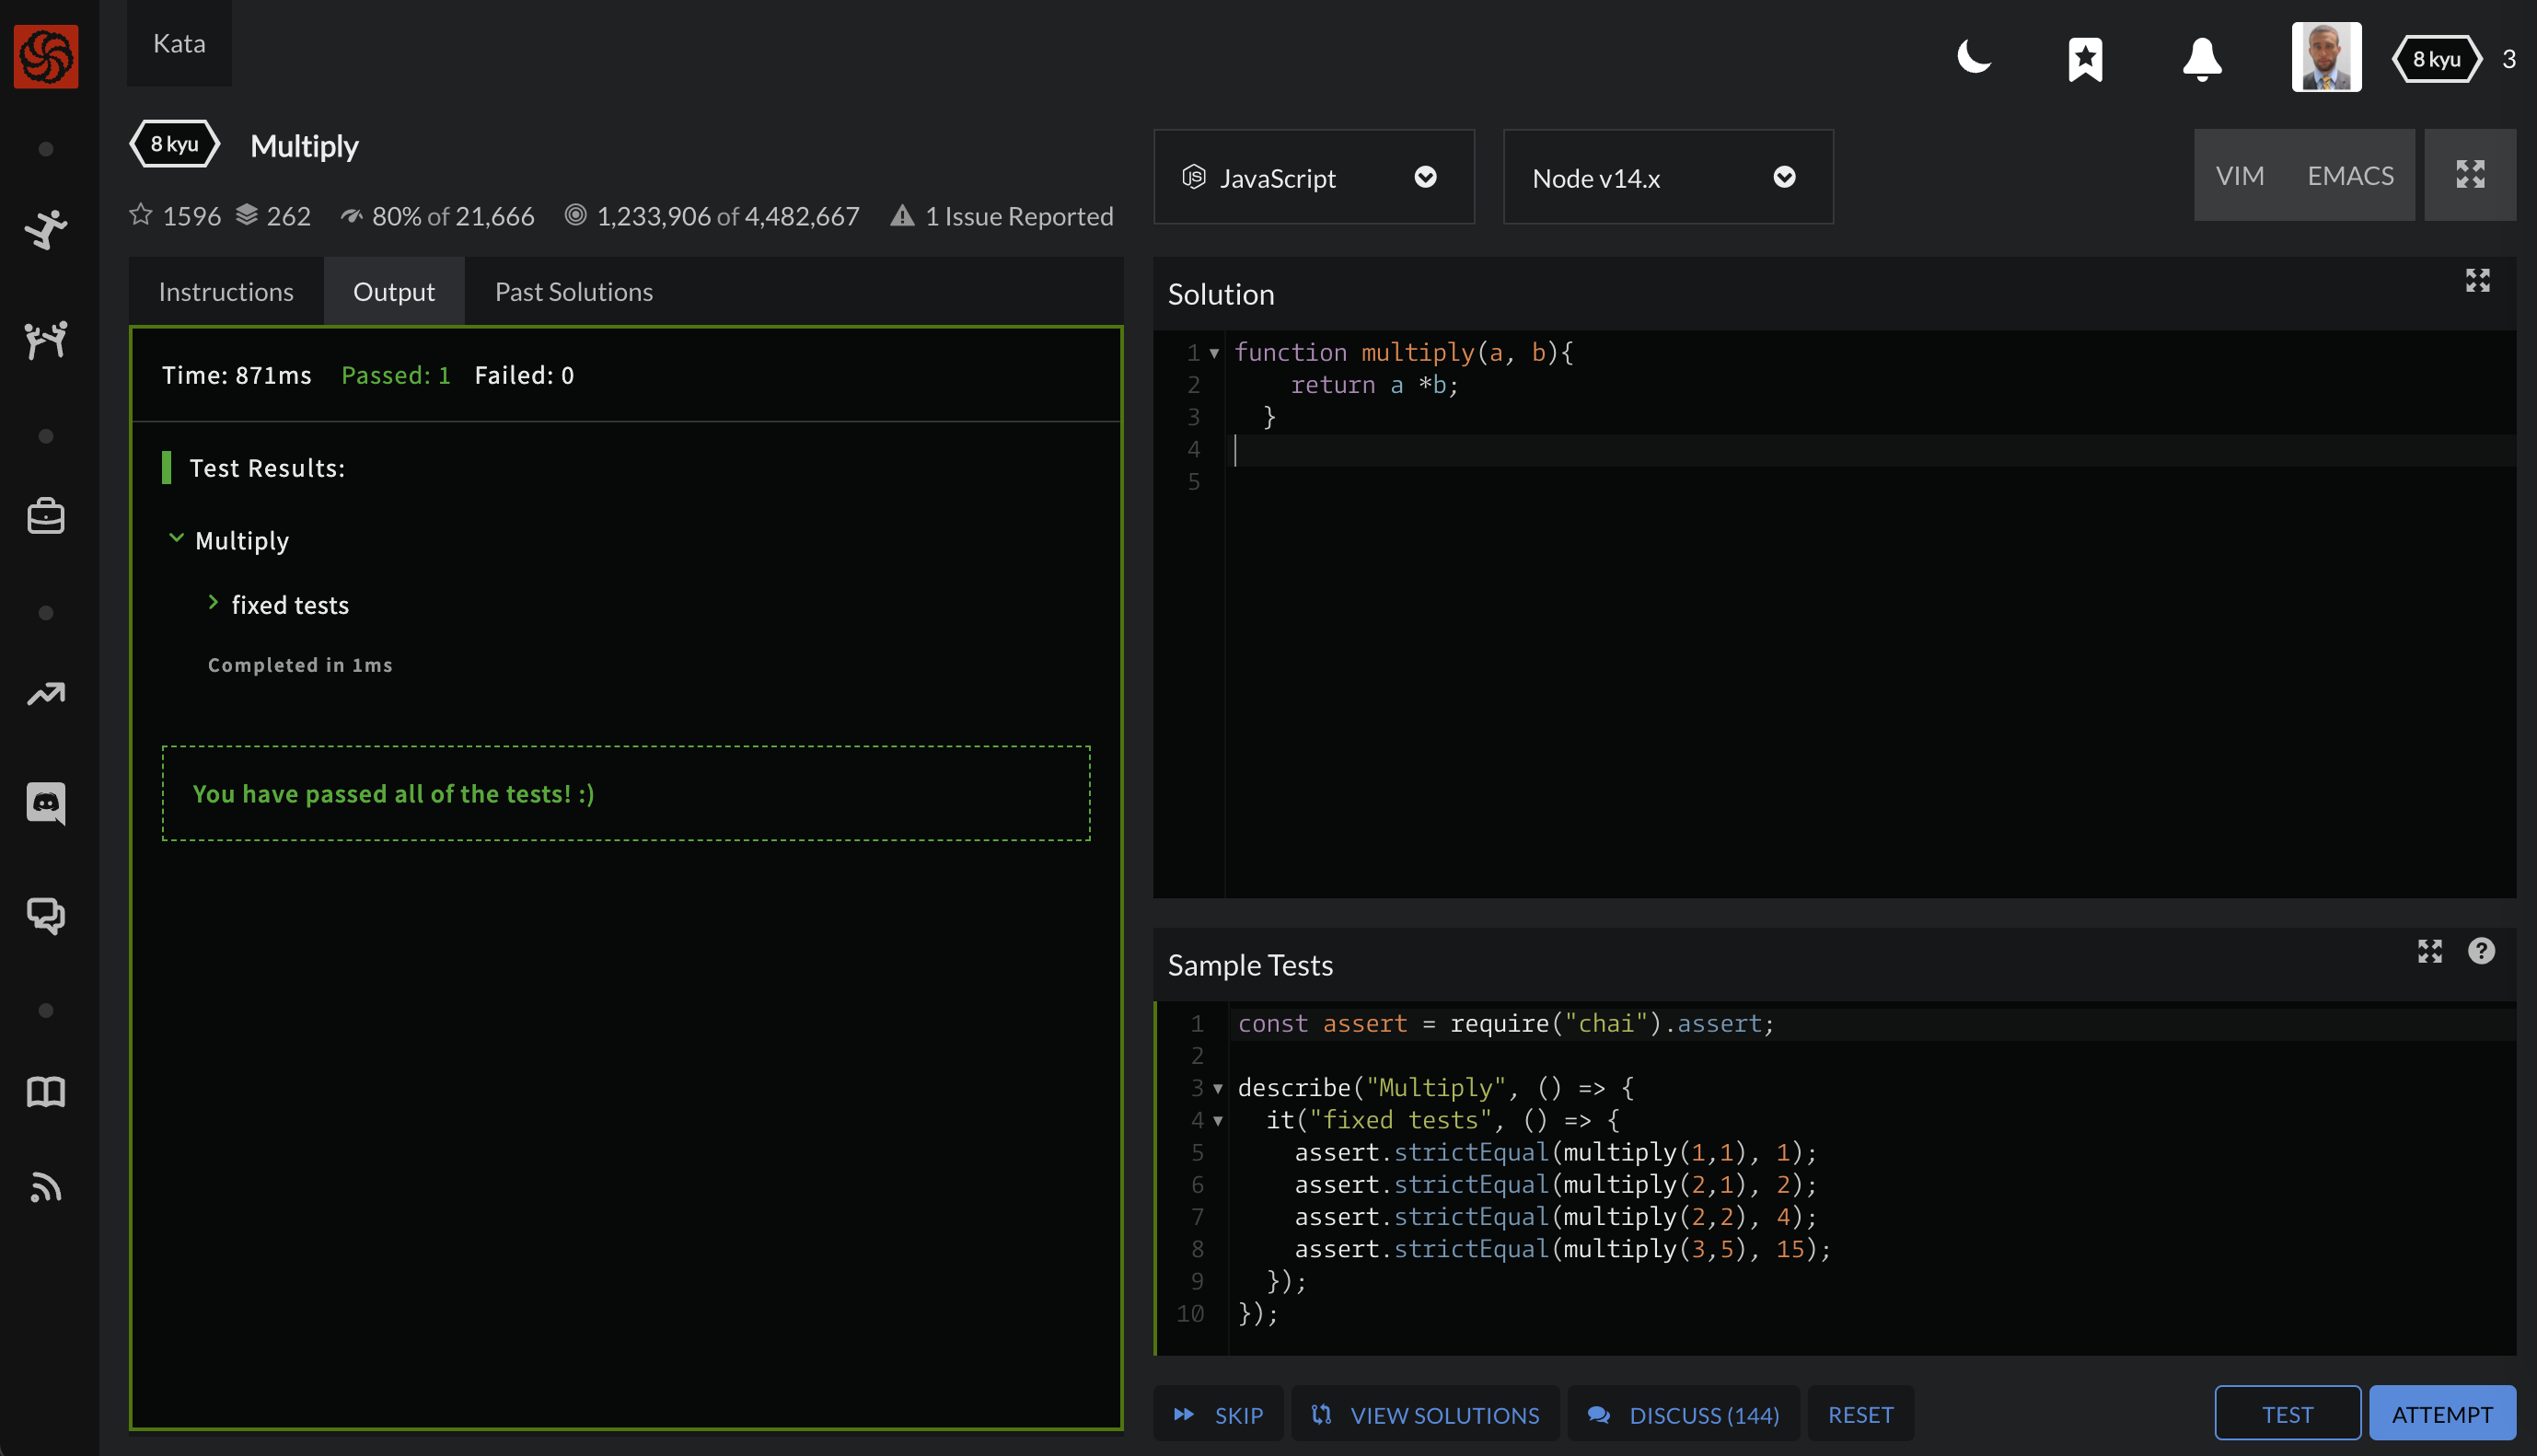 Kata
8 kyu 3
8 kyu Multiply
1596 262 80% of 21,666 1,233,906 of 4,482,667 1 Issue Reported
JavaScript
Node v14.x
VIM EMACS
Instructions Output Past Solutions
Time: 871ms Passed: 1 Failed: 0
Test Results:
Multiply
fixed tests
Completed in 1ms
You have passed all of the tests! :)
Solution
1 function multiply(a, b){
2 return a *b;
3 }
4
5
Sample Tests
?
1 const assert = require("chai").assert;
2
3 describe("Multiply", () => {
4 it("fixed tests", () => {
5 assert.strictEqual(multiply(1,1), 1);
6 assert.strictEqual(multiply(2,1), 2);
7 assert.strictEqual(multiply(2,2), 4);
8 assert.strictEqual(multiply(3,5), 15);
9 });
10 });
SKIP VIEW SOLUTIONS DISCUSS (144) RESET TEST ATTEMPT